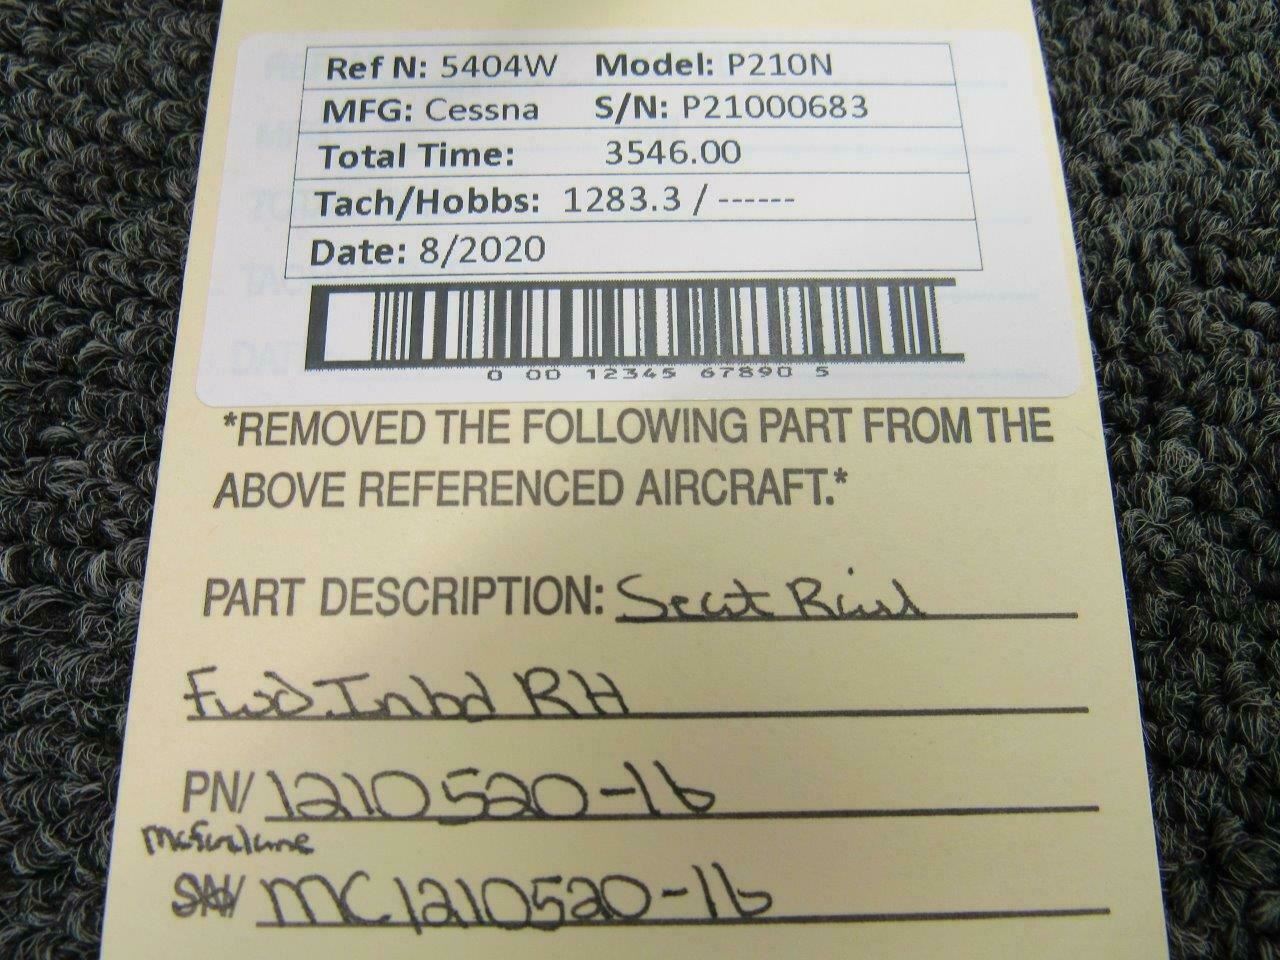 Ref N: 5404W Model: P210N
MFG: Cessna S/N: P21000683
Total Time: 3546.00
Tach/Hobbs: 1283.3 / ------
Date: 8/2020
0 00 12345 67890 5
*REMOVED THE FOLLOWING PART FROM THE
ABOVE REFERENCED AIRCRAFT.*
PART DESCRIPTION: Seat Rail
Fwd. Inbd RH
PN/ 1210520-16
Mcfarlane
S/N/ MC1210520-16